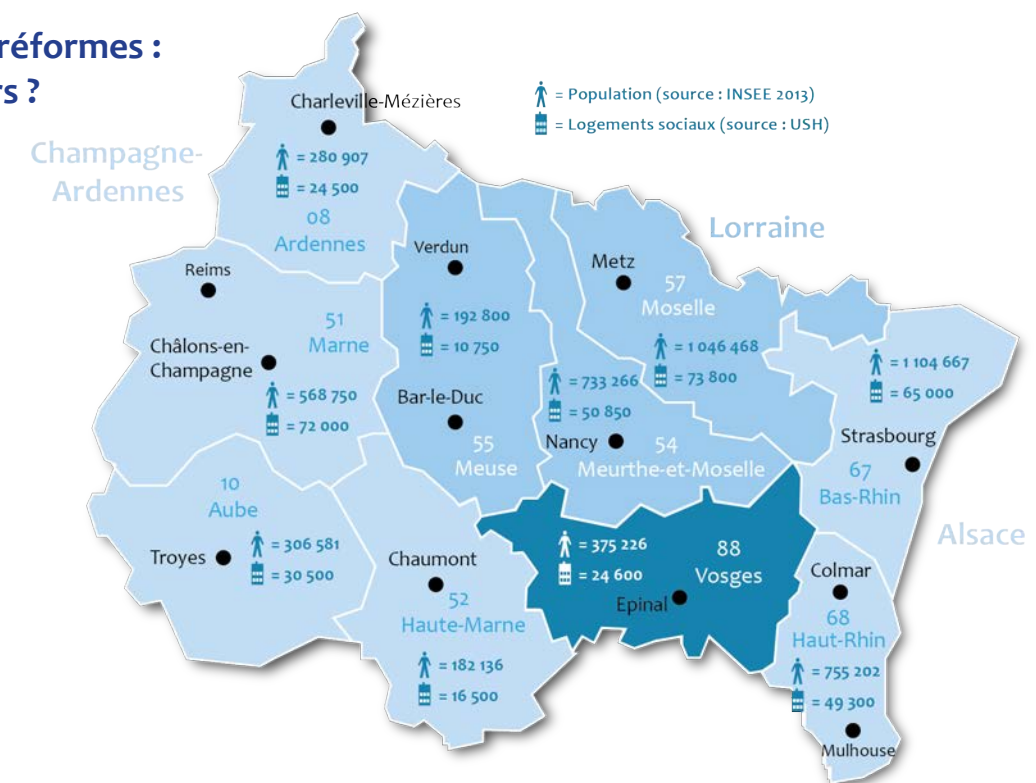 réformes :
rs ?
= Population (source : INSEE 2013)
= Logements sociaux (source : USH)
Champagne-
Ardennes
Charleville-Mézières
= 280 907
= 24 500
08
Ardennes
Lorraine
Reims
51
Marne
Châlons-en-
Champagne
= 568 750
= 72 000
Verdun
= 192 800
= 10 750
Bar-le-Duc
55
Meuse
Metz
57
Moselle
= 1 046 468
= 73 800
= 733 266
= 50 850
Nancy
54
Meurthe-et-Moselle
= 1 104 667
= 65 000
Strasbourg
67
Bas-Rhin
Alsace
10
Aube
Troyes
= 306 581
= 30 500
Chaumont
52
Haute-Marne
= 182 136
= 16 500
= 375 226
= 24 600
88
Vosges
Epinal
Colmar
68
Haut-Rhin
= 755 202
= 49 300
Mulhouse